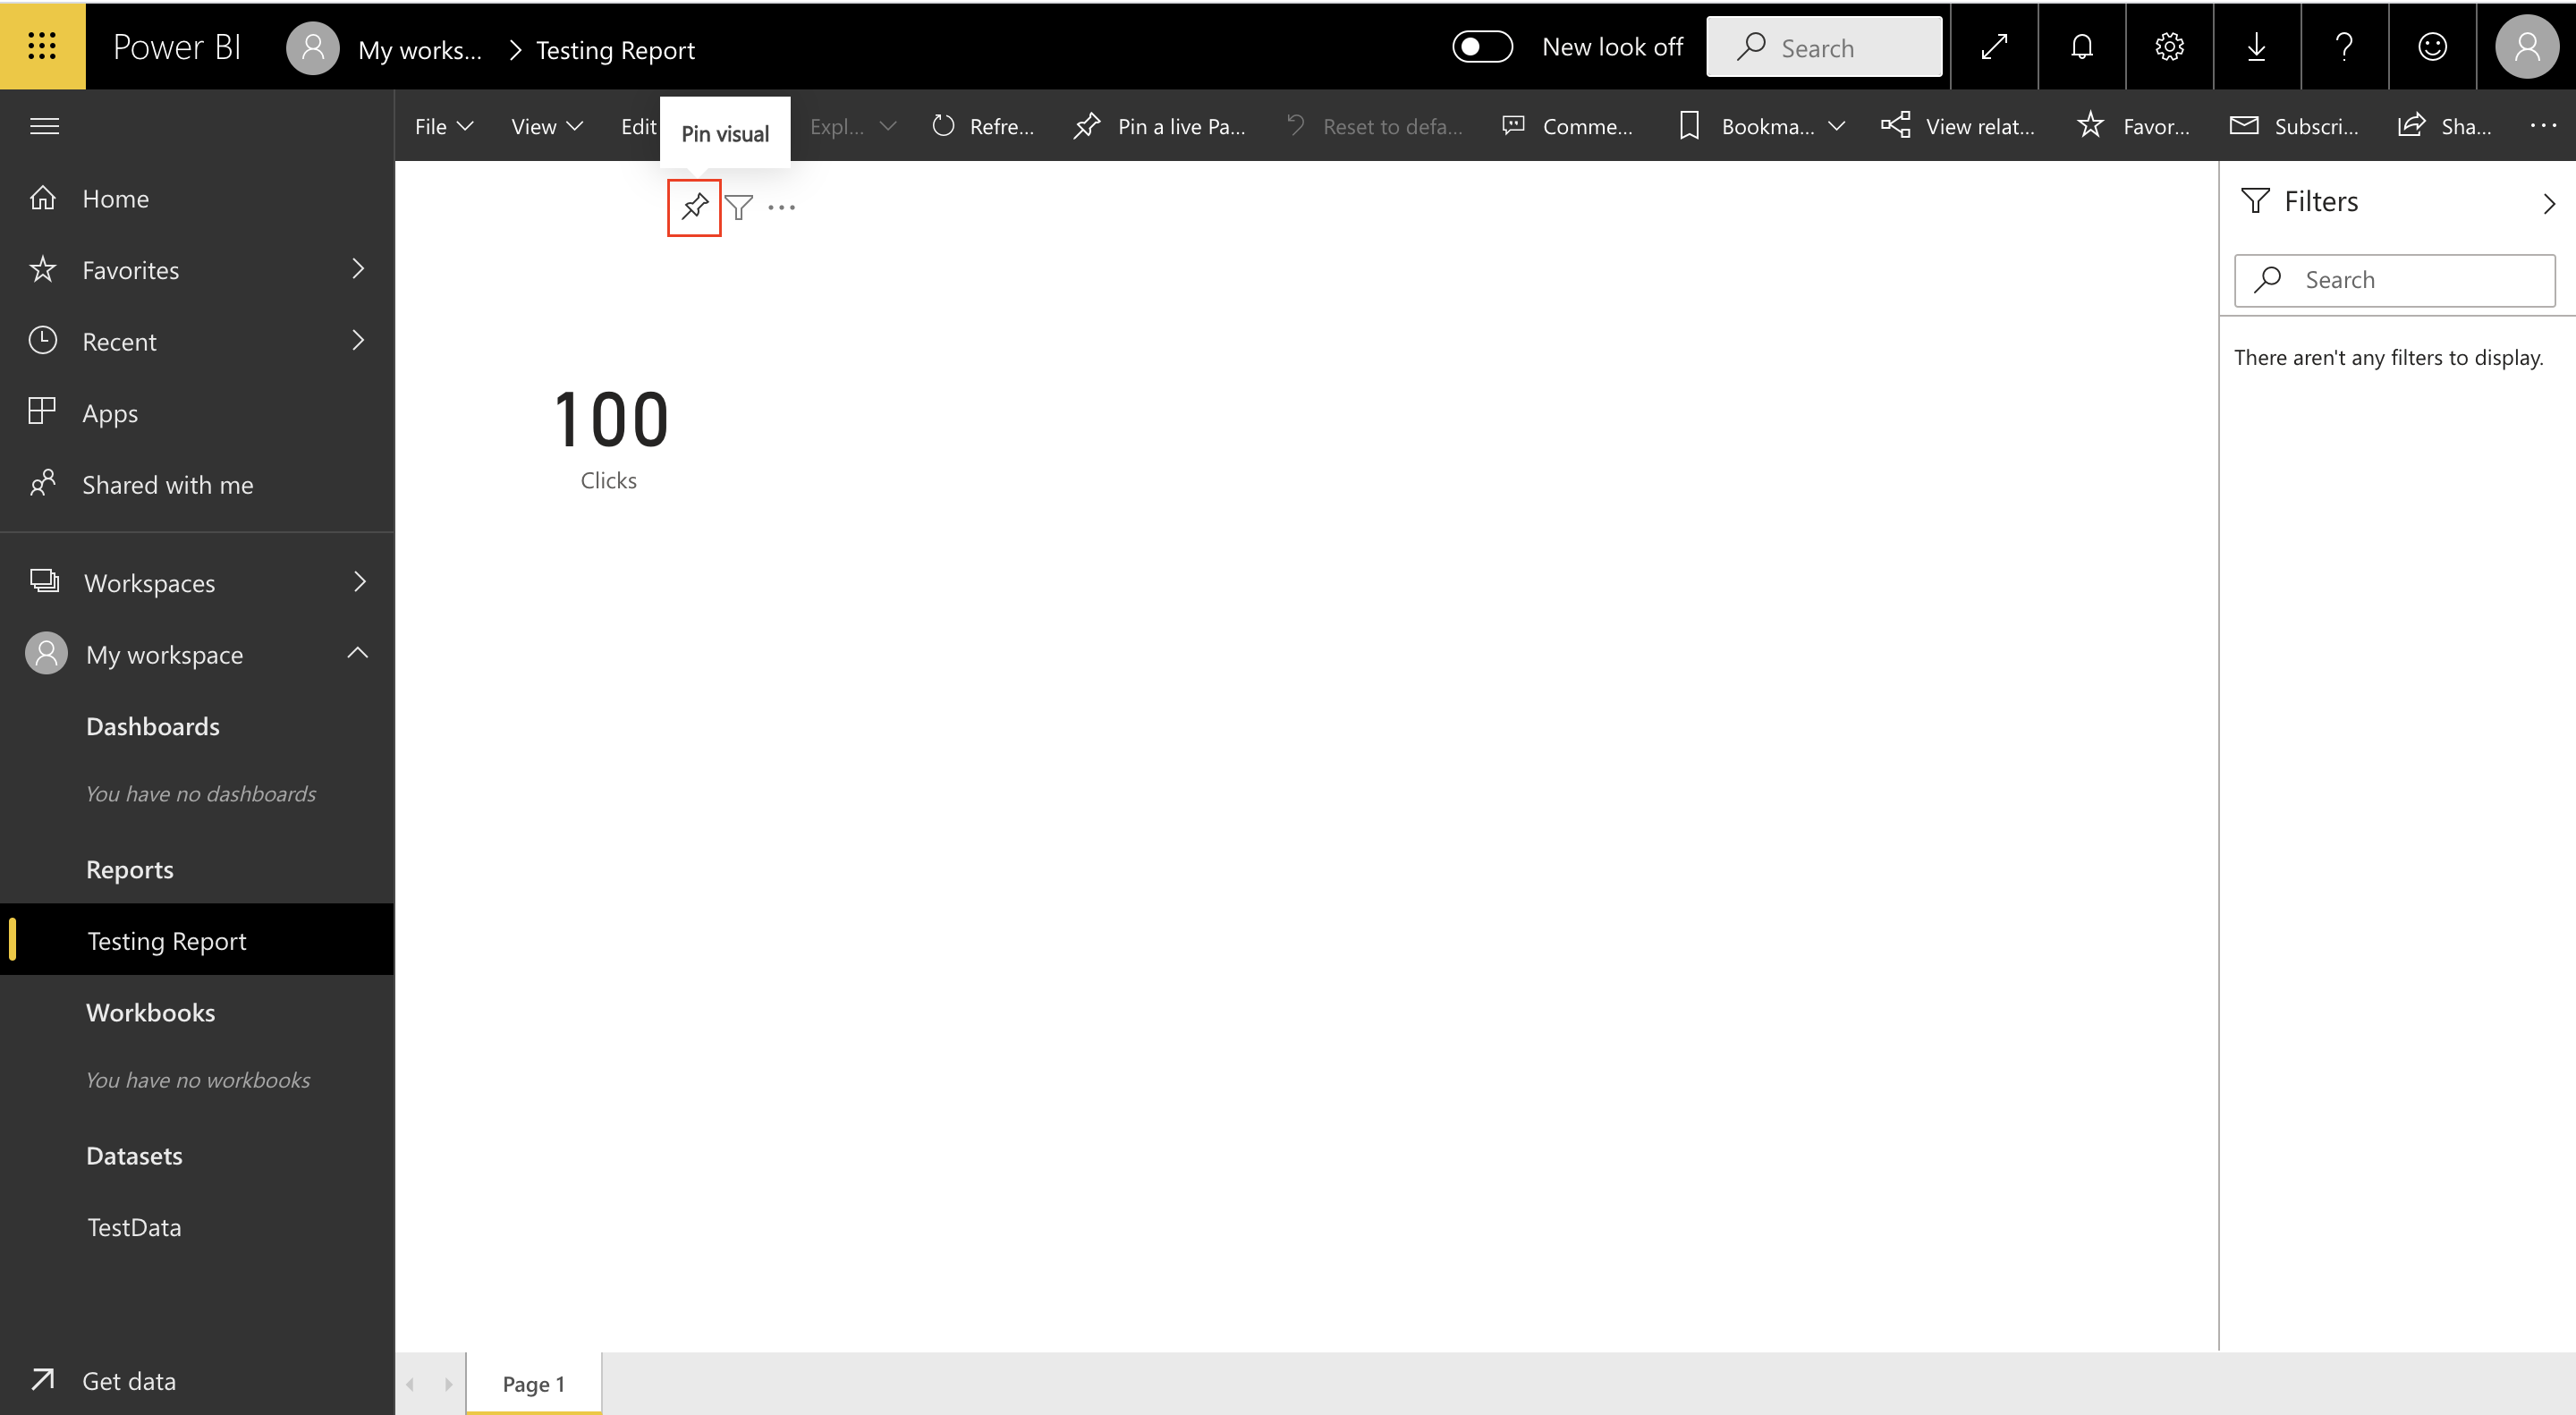 Power BI
My works...
Testing Report
New look off
Search
File
View
Edit
Pin visual
Expl...
Refre...
Pin a live Pa...
Reset to defa...
Comme...
Bookma...
View relat...
Favor...
Subscri...
Sha...
Home
Favorites
Recent
Apps
Shared with me
Workspaces
My workspace
Dashboards
You have no dashboards
Reports
Testing Report
Workbooks
You have no workbooks
Datasets
TestData
Get data
100
Clicks
Filters
Search
There aren't any filters to display.
Page 1